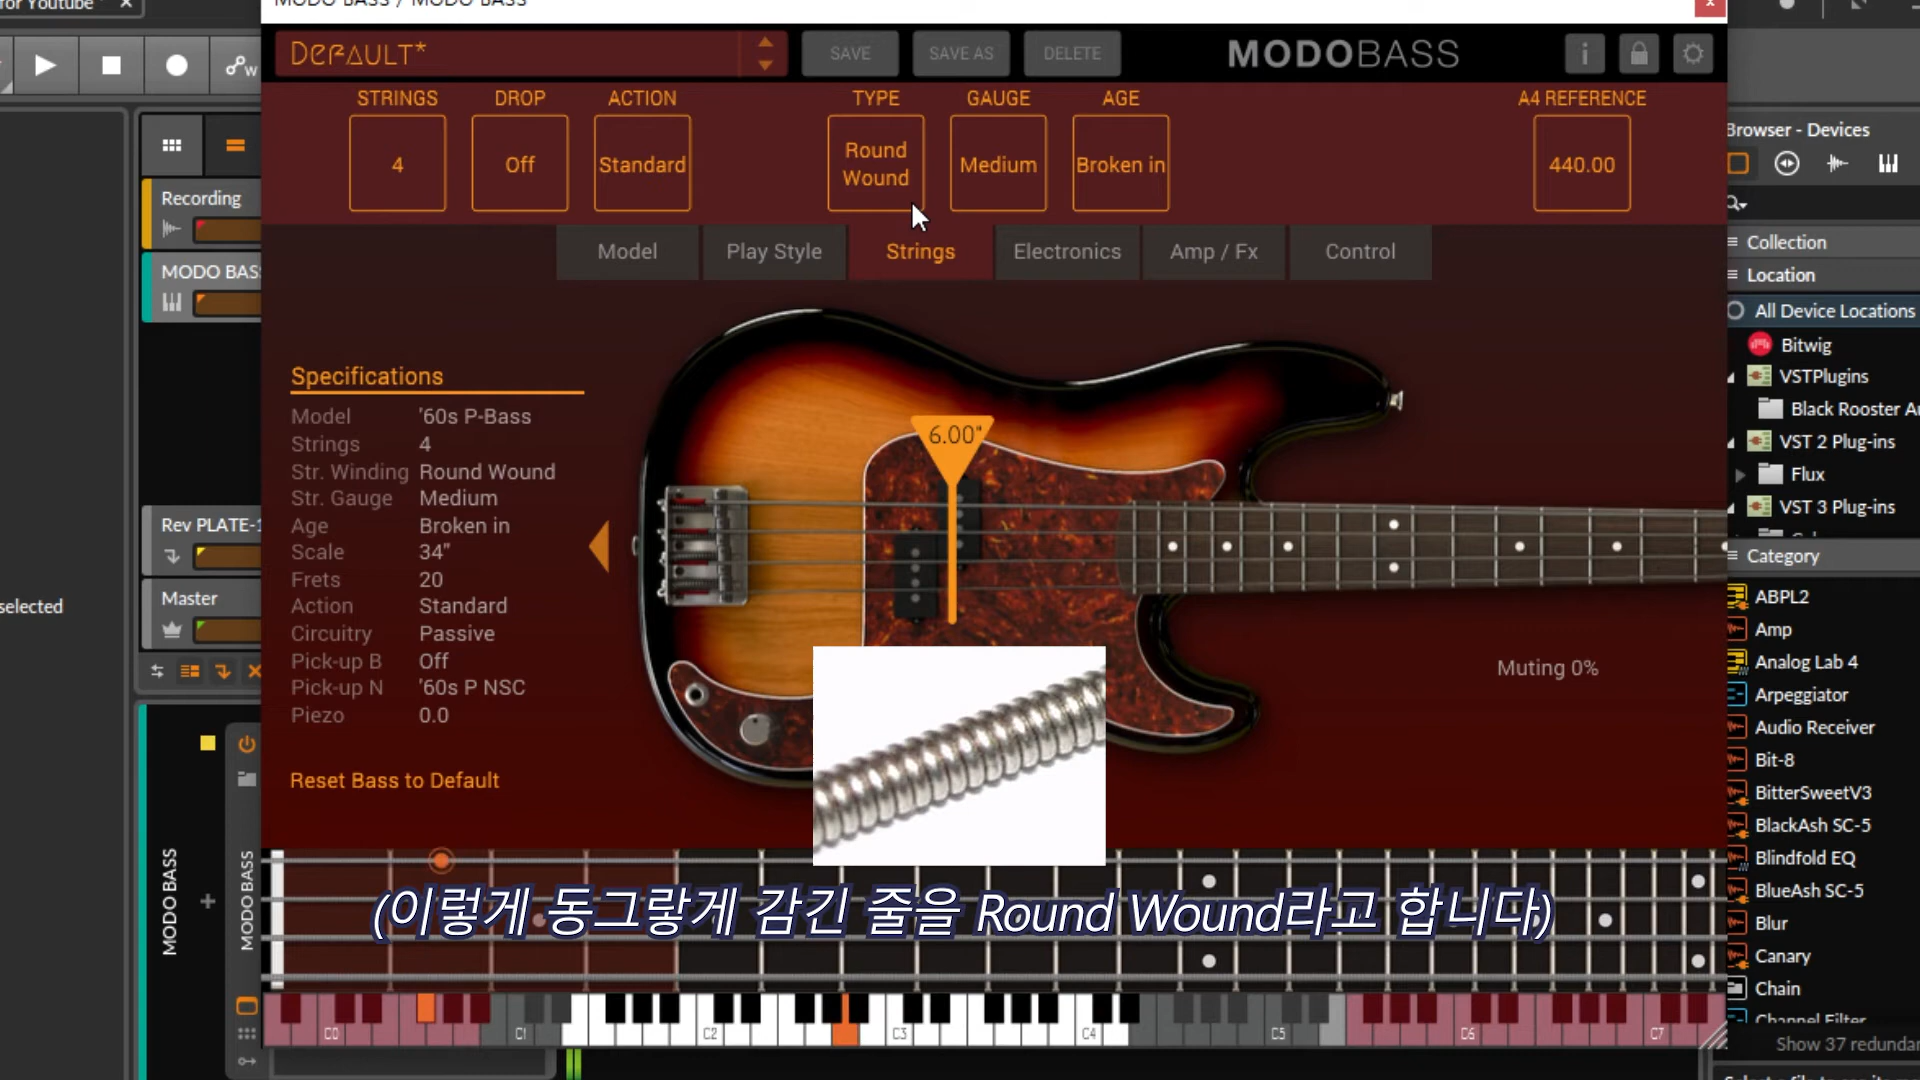 for Youtube
MODO BASS / MODO BASS
DEFAULT*
SAVE
SAVE AS
DELETE
MODOBASS
STRINGS
DROP
ACTION
TYPE
GAUGE
AGE
A4 REFERENCE
4
Off
Standard
Round
Wound
Medium
Broken in
440.00
Model
Play Style
Strings
Electronics
Amp / Fx
Control
Recording
MODO BAS
Rev PLATE-1
Master
selected
Specifications
Model '60s P-Bass
Strings 4
Str. Winding Round Wound
Str. Gauge Medium
Age Broken in
Scale 34"
Frets 20
Action Standard
Circuitry Passive
Pick-up B Off
Pick-up N '60s P NSC
Piezo 0.0
Reset Bass to Default
6.00"
Muting 0%
(이렇게 동그랗게 감긴 줄을 Round Wound라고 합니다)
MODO BASS
MODO BASS
C0
C1
C2
C3
C4
C5
C6
C7
Browser - Devices
Collection
Location
All Device Locations
Bitwig
VSTPlugins
Black Rooster Au
VST 2 Plug-ins
Flux
VST 3 Plug-ins
Category
ABPL2
Amp
Analog Lab 4
Arpeggiator
Audio Receiver
Bit-8
BitterSweetV3
BlackAsh SC-5
Blindfold EQ
BlueAsh SC-5
Blur
Canary
Chain
Channel Filter
Show 37 redundan